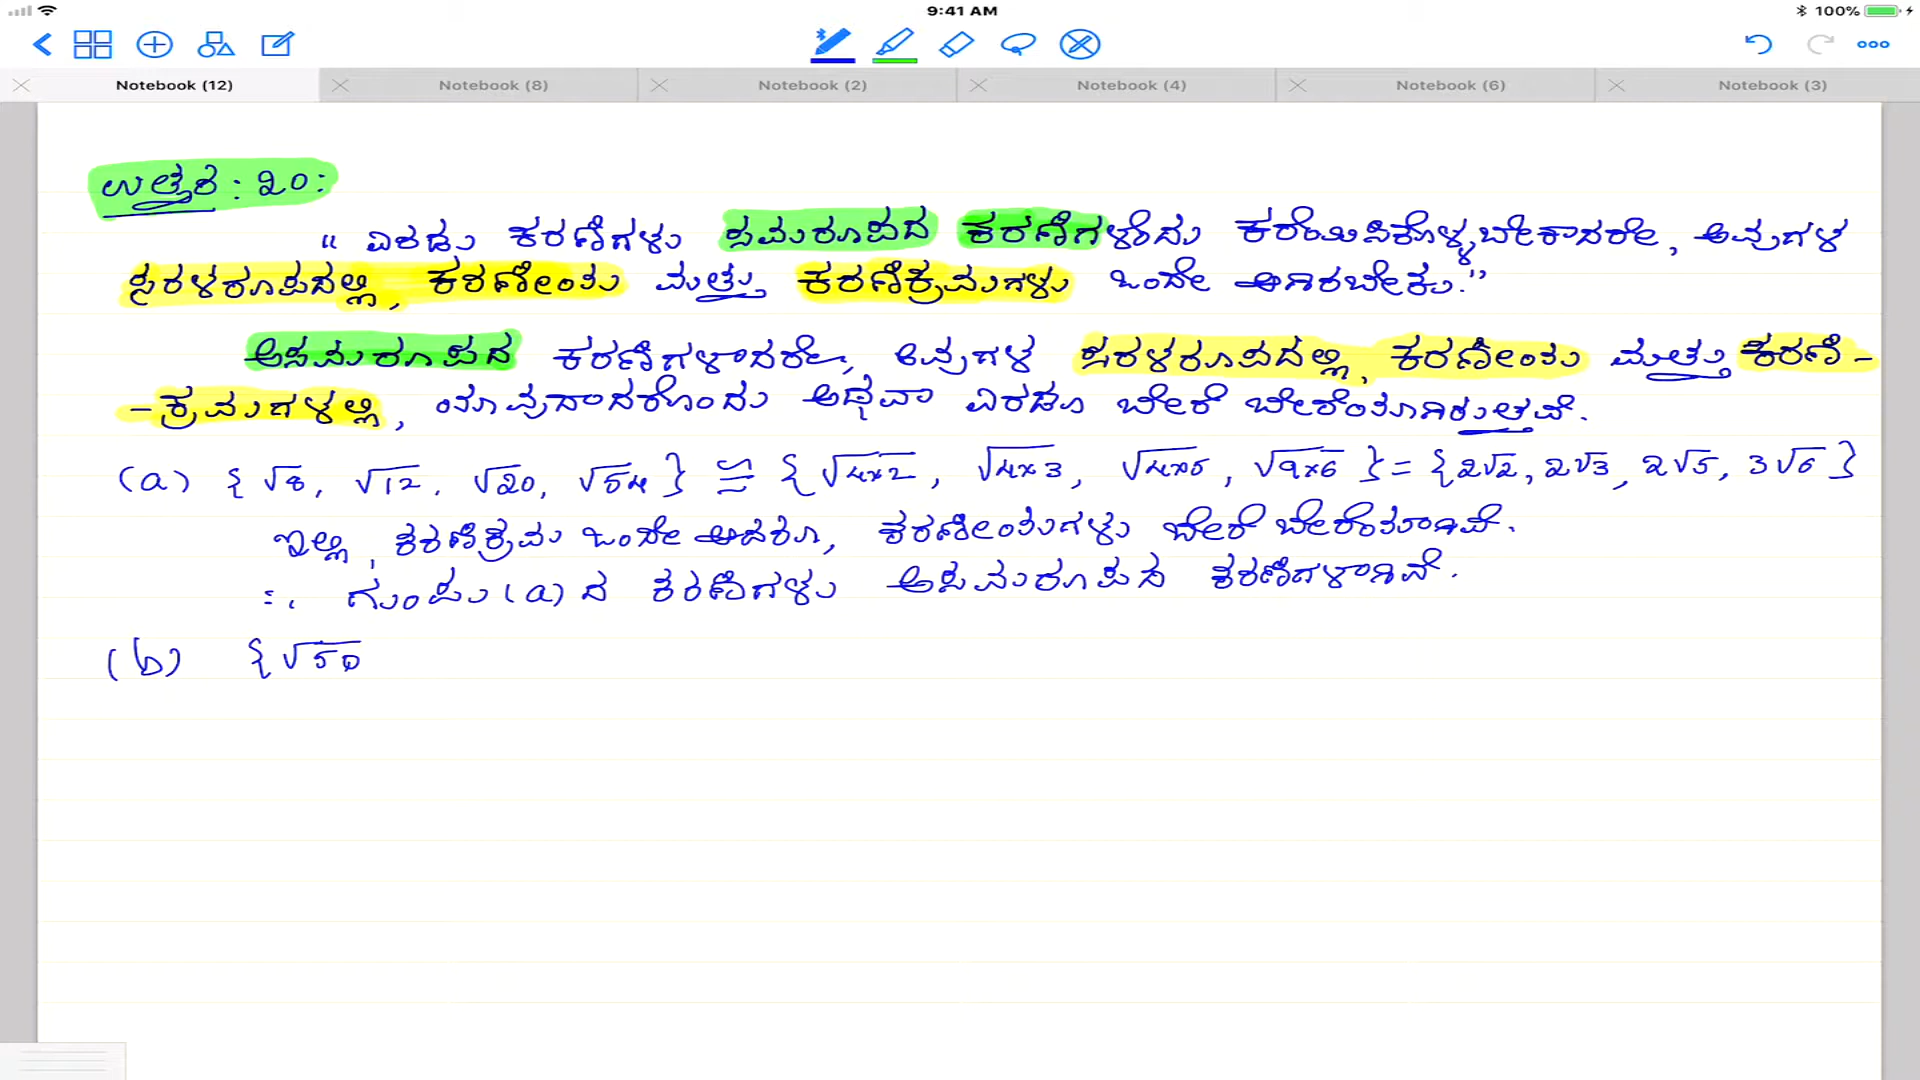 9:41 AM
100%
Notebook (12)
Notebook (8)
Notebook (2)
Notebook (4)
Notebook (6)
Notebook (3)
ಉತ್ತರ : ೨೦:
"ಎರಡು ಕರಣಿಗಳು ಸಮರೂಪದ ಕರಣಿಗಳೆಂದು ಕರೆಯಿಸಿಕೊಳ್ಳಬೇಕಾದರೇ, ಅವುಗಳ
ಸರಳರೂಪದಲ್ಲಿ, ಕರಣೀಯು ಮತ್ತು ಕರಣಿಕ್ರಮಗಳು ಒಂದೇ ಆಗಿರಬೇಕು."
ಅಸಮರೂಪದ ಕರಣಿಗಳಾದರೇ, ಅವುಗಳ ಸರಳರೂಪದಲ್ಲಿ, ಕರಣೀಯು ಮತ್ತು ಕರಣಿ-
-ಕ್ರಮಗಳಲ್ಲಿ, ಯಾವುದಾದರೊಂದು ಅಥವಾ ಎರಡೂ ಬೇರೆ ಬೇರೆಯಾಗಿರುತ್ತವೆ.
(a) {√8, √12, √20, √54} ≅ {√4×2, √4×3, √4×5, √9×6} = {2√2, 2√3, 2√5, 3√6}
ಇಲ್ಲಿ, ಕರಣಿಕ್ರಮ ಒಂದೇ ಆದರೂ, ಕರಣೀಯಗಳು ಬೇರೆ ಬೇರೆಯಾಗಿವೆ.
∴ ಗುಂಪು (a) ದ ಕರಣಿಗಳು ಅಸಮರೂಪದ ಕರಣಿಗಳಾಗಿವೆ.
(b) {√50